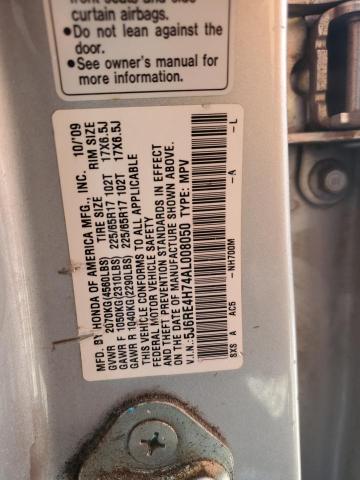 front seats and side
curtain airbags.
●Do not lean against the
door.
●See owner's manual for
more information.
MFD. BY HONDA OF AMERICA MFG., INC. 10/'09
TIRE SIZE RIM SIZE
GVWR 2070KG(4560LBS) 225/65R17 102T 17X6.5J
GAWR F 1050KG(2310LBS) 225/65R17 102T 17X6.5J
GAWR R 1040KG(2290LBS)
THIS VEHICLE CONFORMS TO ALL APPLICABLE
FEDERAL MOTOR VEHICLE SAFETY
AND THEFT PREVENTION STANDARDS IN EFFECT
ON THE DATE OF MANUFACTURE SHOWN ABOVE.
V.I.N.:5J6RE4H74AL008050 TYPE: MPV
SXS A AC5 -NH700M -A -L